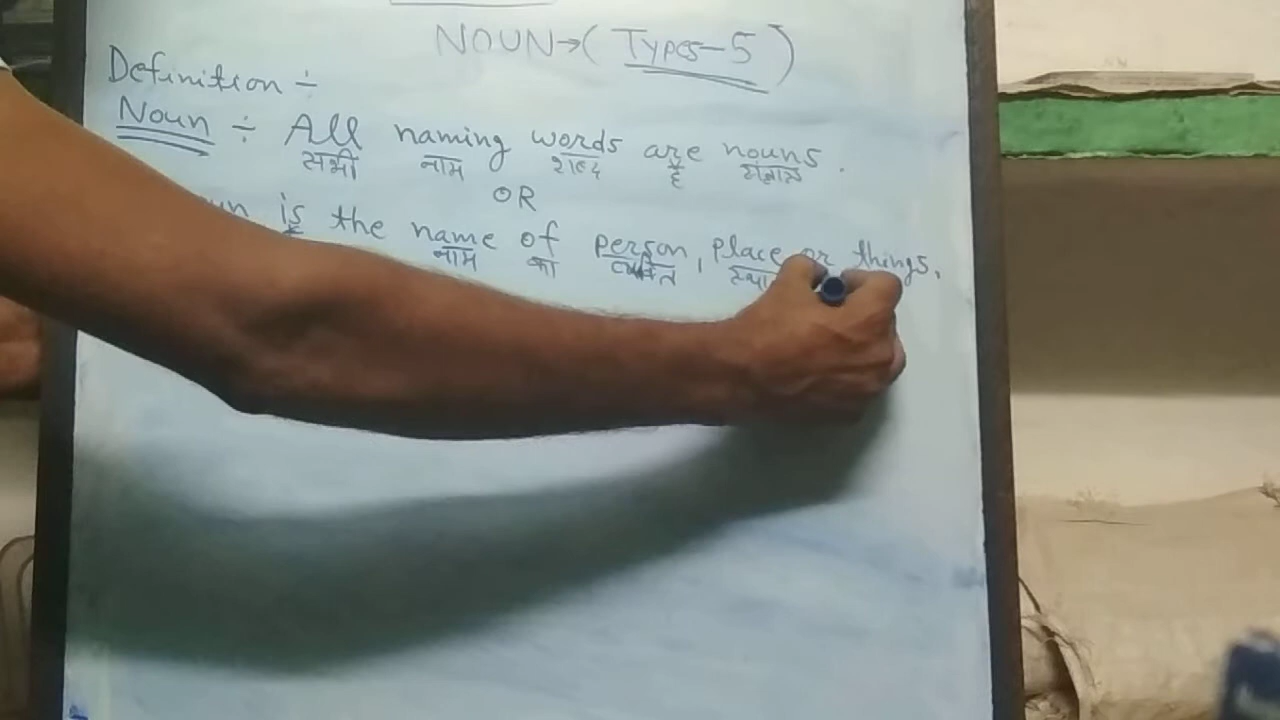 NOUN→(Types-5)
Definition ÷
Noun ÷ All naming words are nouns.
सभी नाम शब्द हैं
OR
is the name of person, place or things,
नाम का